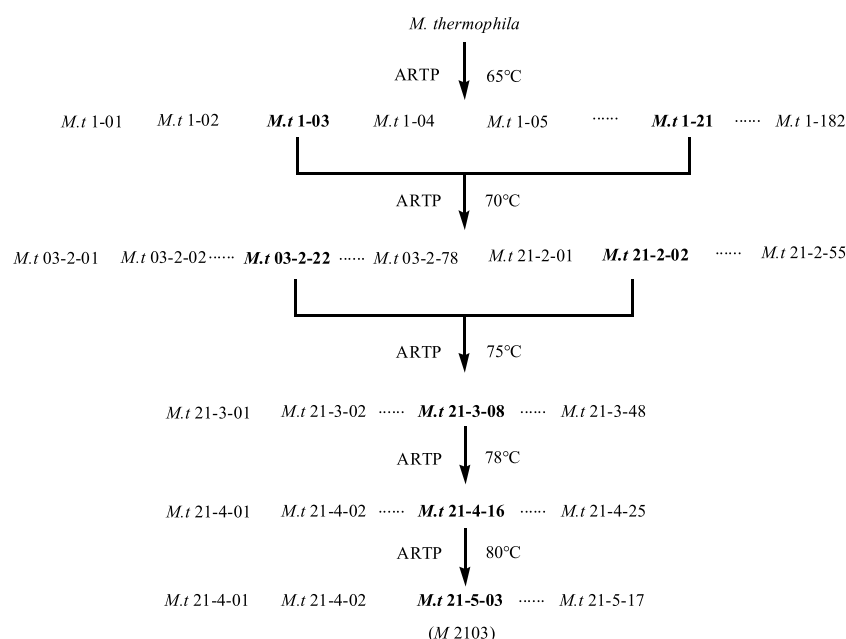 M. thermophila
ARTP 65℃
M.t 1-01 M.t 1-02 M.t 1-03 M.t 1-04 M.t 1-05 ...... M.t 1-21 ...... M.t 1-182
ARTP 70℃
M.t 03-2-01 M.t 03-2-02 ...... M.t 03-2-22 ...... M.t 03-2-78 M.t 21-2-01 M.t 21-2-02 ...... M.t 21-2-55
ARTP 75℃
M.t 21-3-01 M.t 21-3-02 ...... M.t 21-3-08 ...... M.t 21-3-48
ARTP 78℃
M.t 21-4-01 M.t 21-4-02 ...... M.t 21-4-16 ...... M.t 21-4-25
ARTP 80℃
M.t 21-4-01 M.t 21-4-02 M.t 21-5-03 ...... M.t 21-5-17
(M 2103)